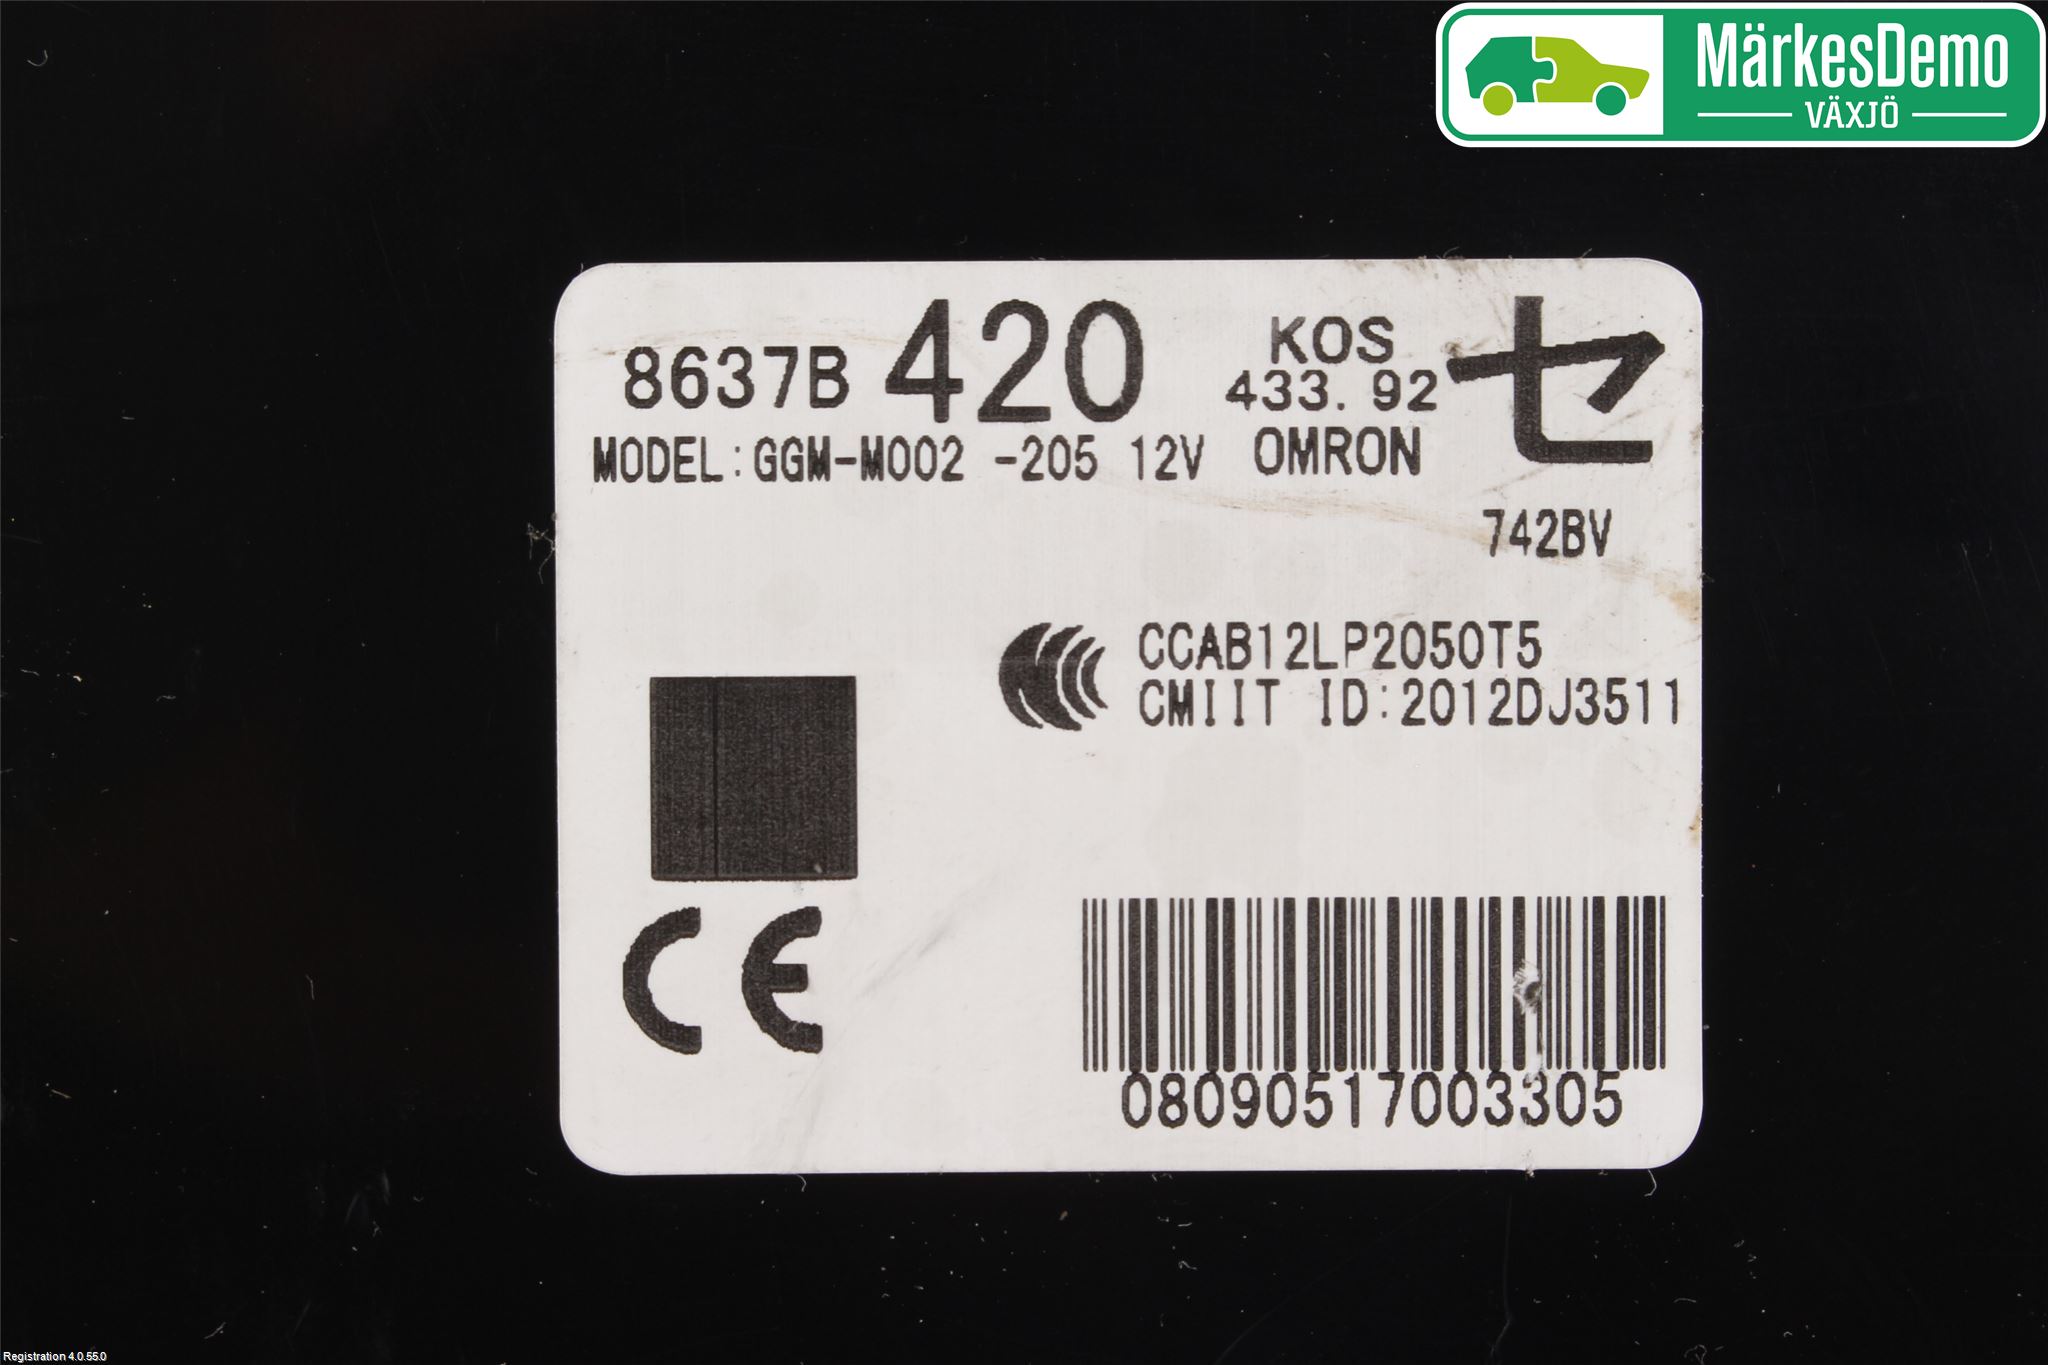 MärkesDemo
VÄXJÖ
8637B 420 KOS 433.92 セ
MODEL:GGM-M002 -205 12V OMRON
742BV
CCAB12LP2050T5
CMIIT ID:2012DJ3511
CE
08090517003305
Registration 4.0.55.0